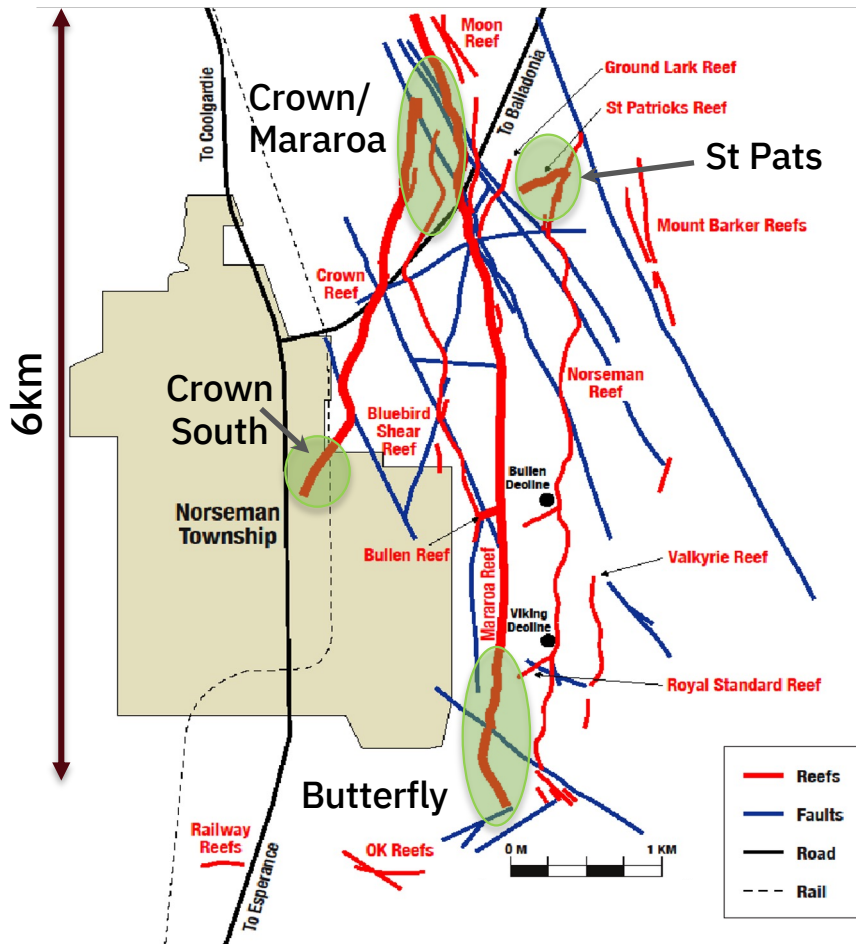 Moon
Reef
To Coolgardie
Crown/
Mararoa
To Balladonia
Ground Lark Reef
St Patricks Reef
St Pats
Mount Barker Reefs
Crown
Reef
6km
Crown
South
Bluebird
Shear
Reef
Norseman
Reef
Bullen
Deoline
Norseman
Township
Bullen Reef
Valkyrie Reef
Mararoa Reef
Viking
Deoline
Royal Standard Reef
Butterfly
Reefs
Faults
Road
Rail
Railway
Reefs
OK Reefs
0 M
1 KM
To Esperance